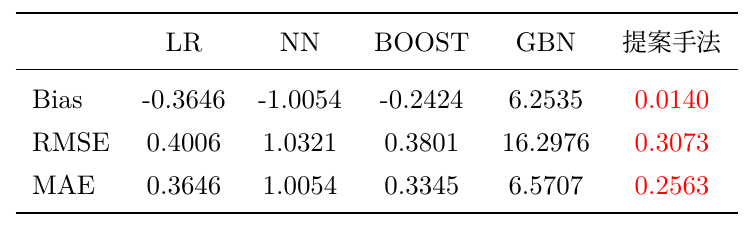 LR NN BOOST GBN 提案手法
Bias -0.3646 -1.0054 -0.2424 6.2535 0.0140
RMSE 0.4006 1.0321 0.3801 16.2976 0.3073
MAE 0.3646 1.0054 0.3345 6.5707 0.2563